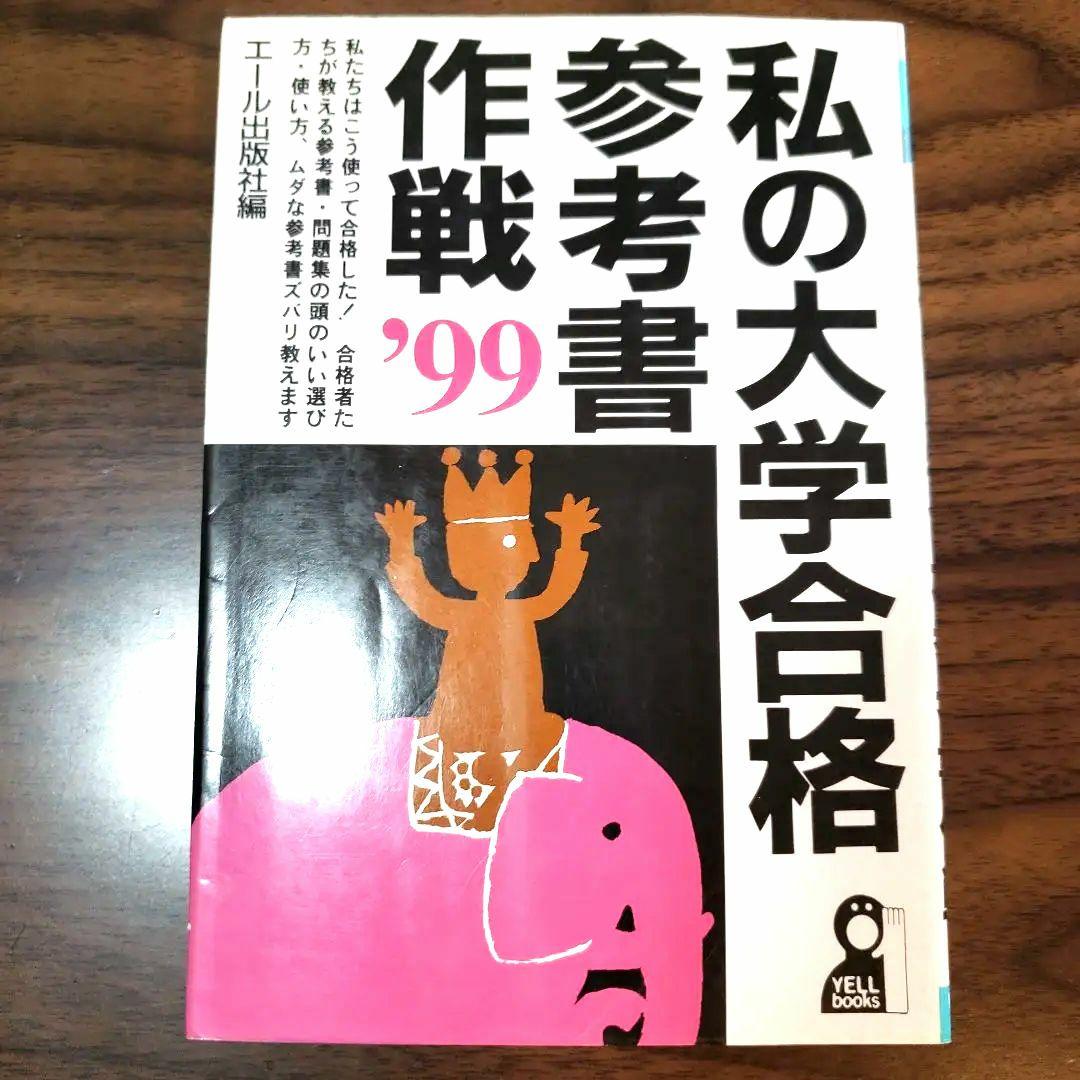 私の大学合格
参考書
作戦
’99
私たちはこう使って合格した！ 合格者た
ちが教える参考書・問題集の頭のいい選び
方・使い方、ムダな参考書ズバリ教えます
エール出版社編
YELL
books